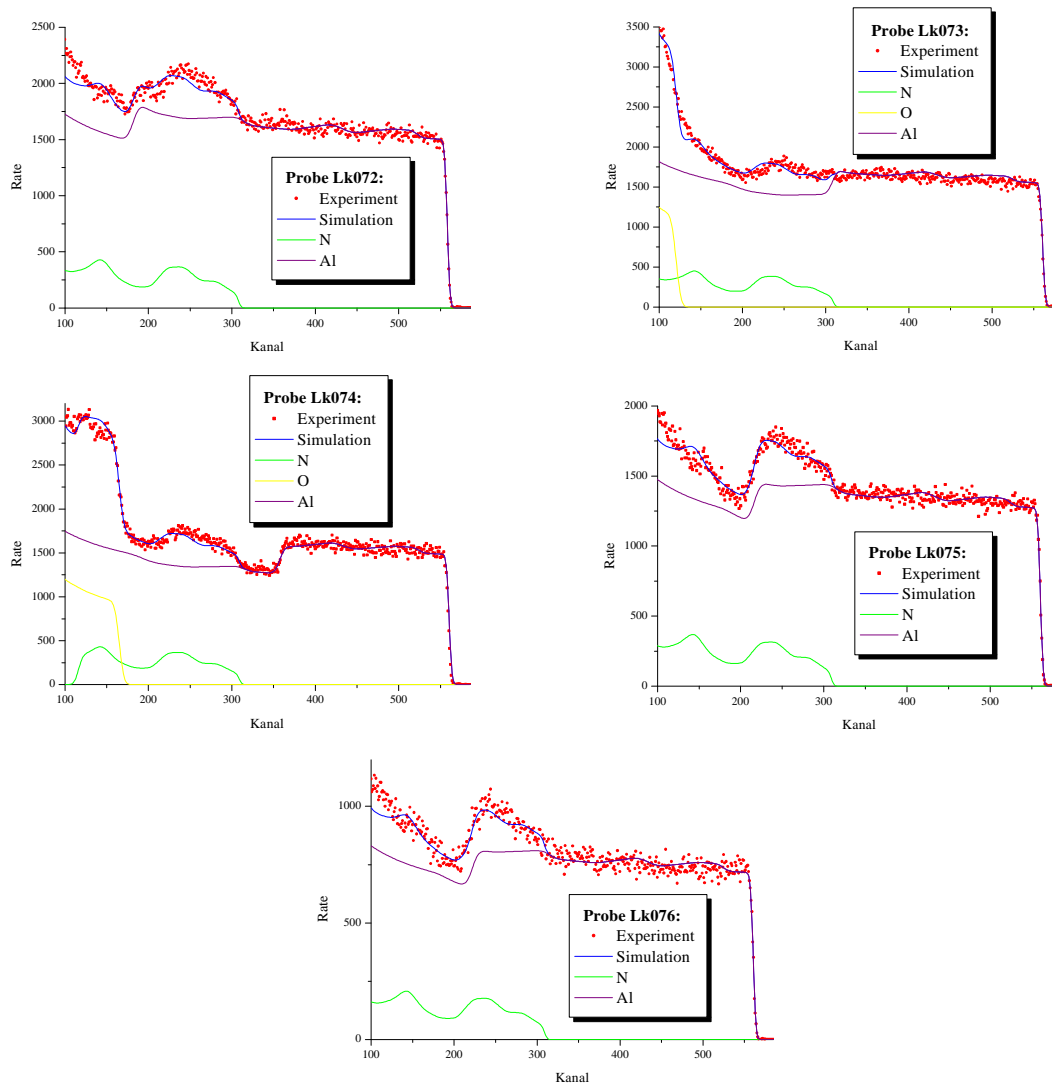 2500
2000
1500
1000
500
0
Rate
100
200
300
400
500
Kanal
Probe Lk072:
Experiment
Simulation
N
Al
3500
3000
2500
2000
1500
1000
500
0
Rate
100
200
300
400
500
Kanal
Probe Lk073:
Experiment
Simulation
N
O
Al
3000
2500
2000
1500
1000
500
0
Rate
100
200
300
400
500
Kanal
Probe Lk074:
Experiment
Simulation
N
O
Al
2000
1500
1000
500
0
Rate
100
200
300
400
500
Kanal
Probe Lk075:
Experiment
Simulation
N
Al
1000
500
0
Rate
100
200
300
400
500
Kanal
Probe Lk076:
Experiment
Simulation
N
Al